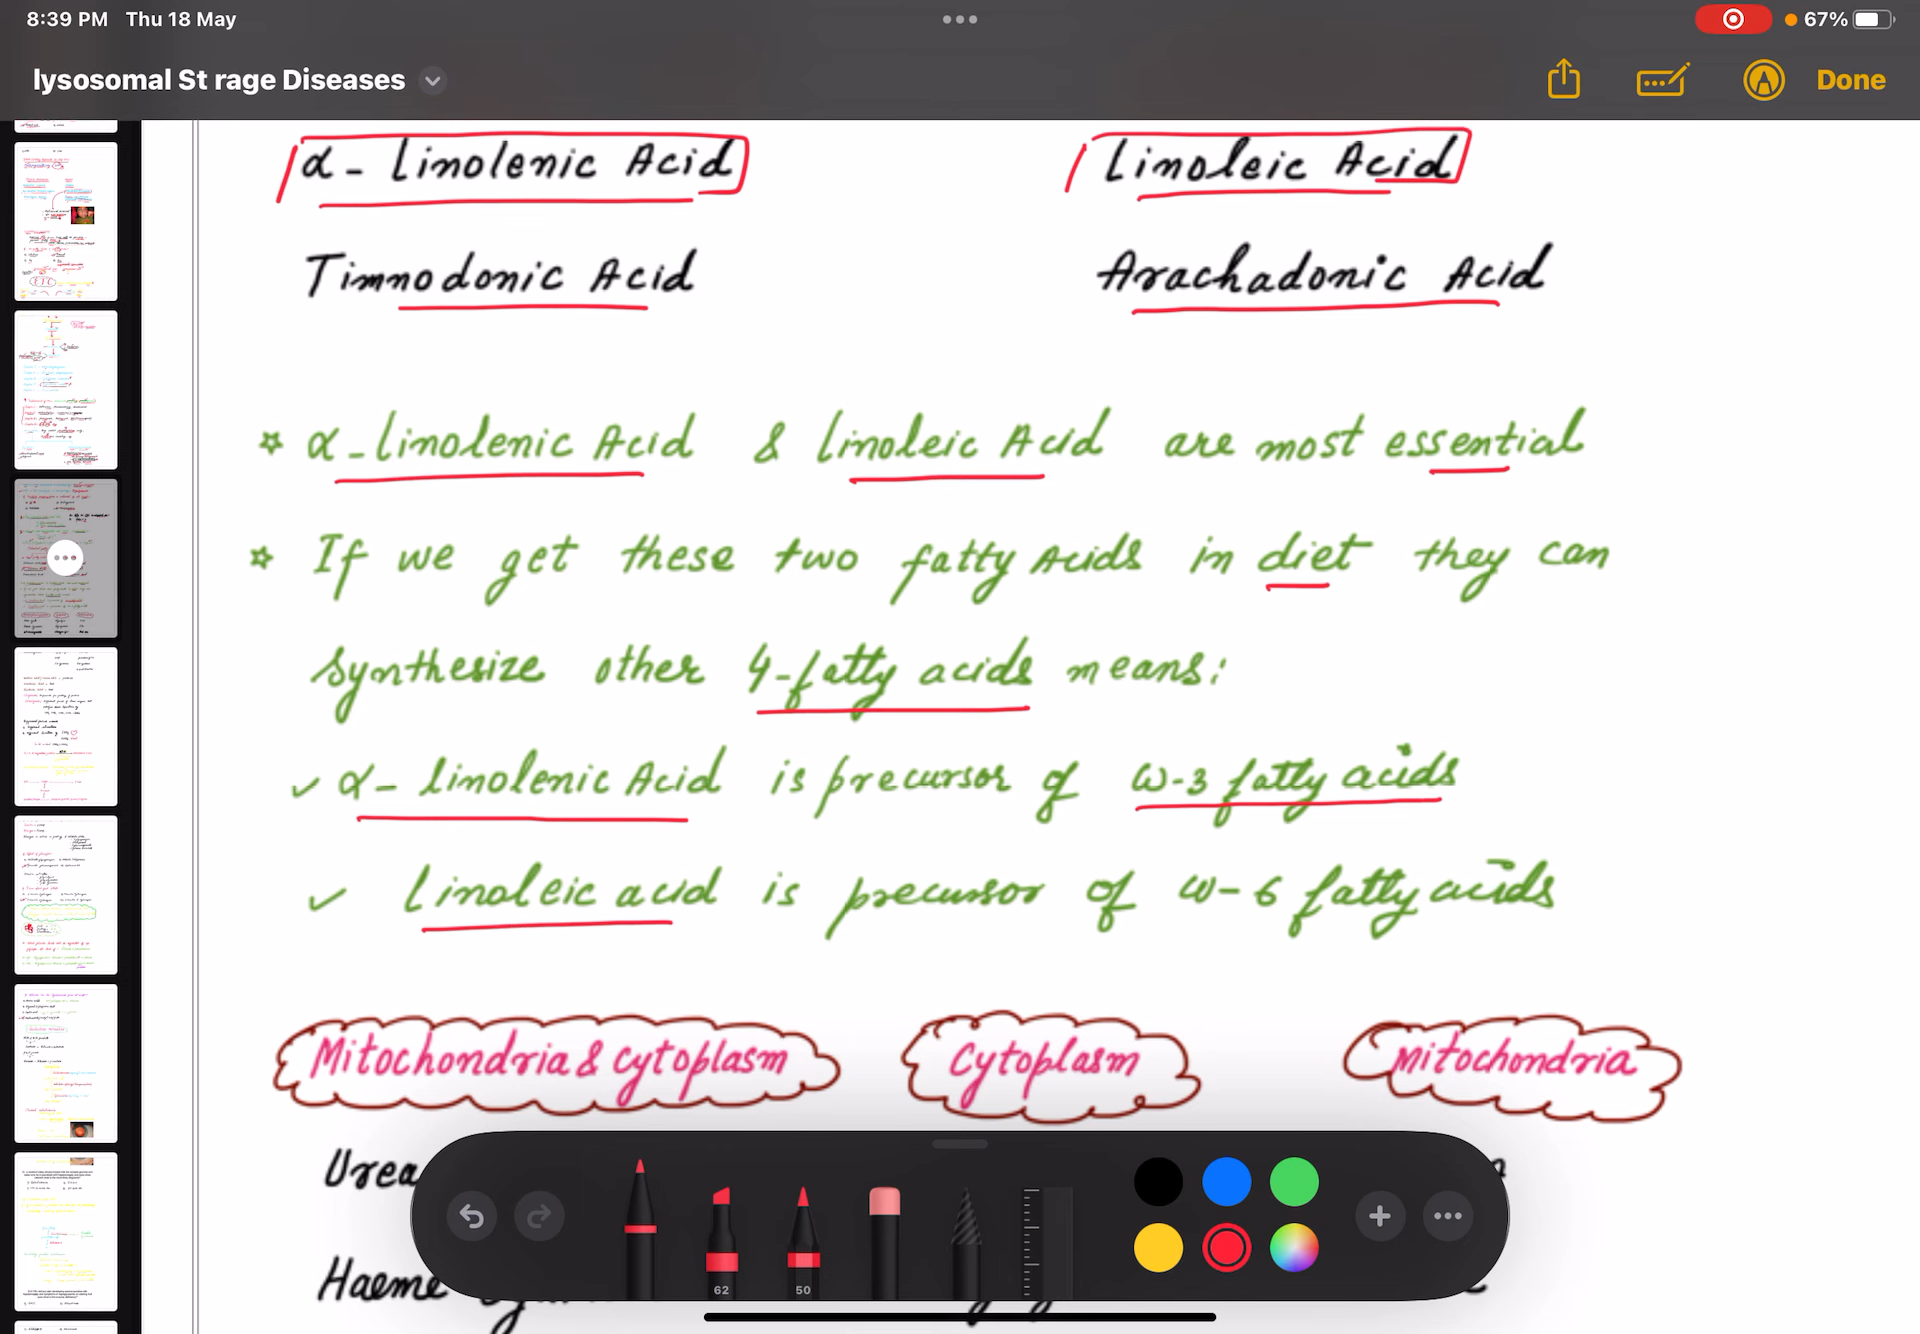 8:39 PM Thu 18 May 67%
lysosomal St rage Diseases Done
α- Linolenic Acid Linoleic Acid
Timnodonic Acid Arachadonic Acid
☆ α-linolenic Acid & linoleic Acid are most essential
☆ If we get these two fatty Acids in diet they can
synthesize other 4-fatty acids means:
✓ α- linolenic Acid is precursor of ω-3 fatty acids
✓ Linoleic acid is precursor of ω-6 fatty acids
Mitochondria & Cytoplasm Cytoplasm Mitochondria
Urea
Haeme
62 50